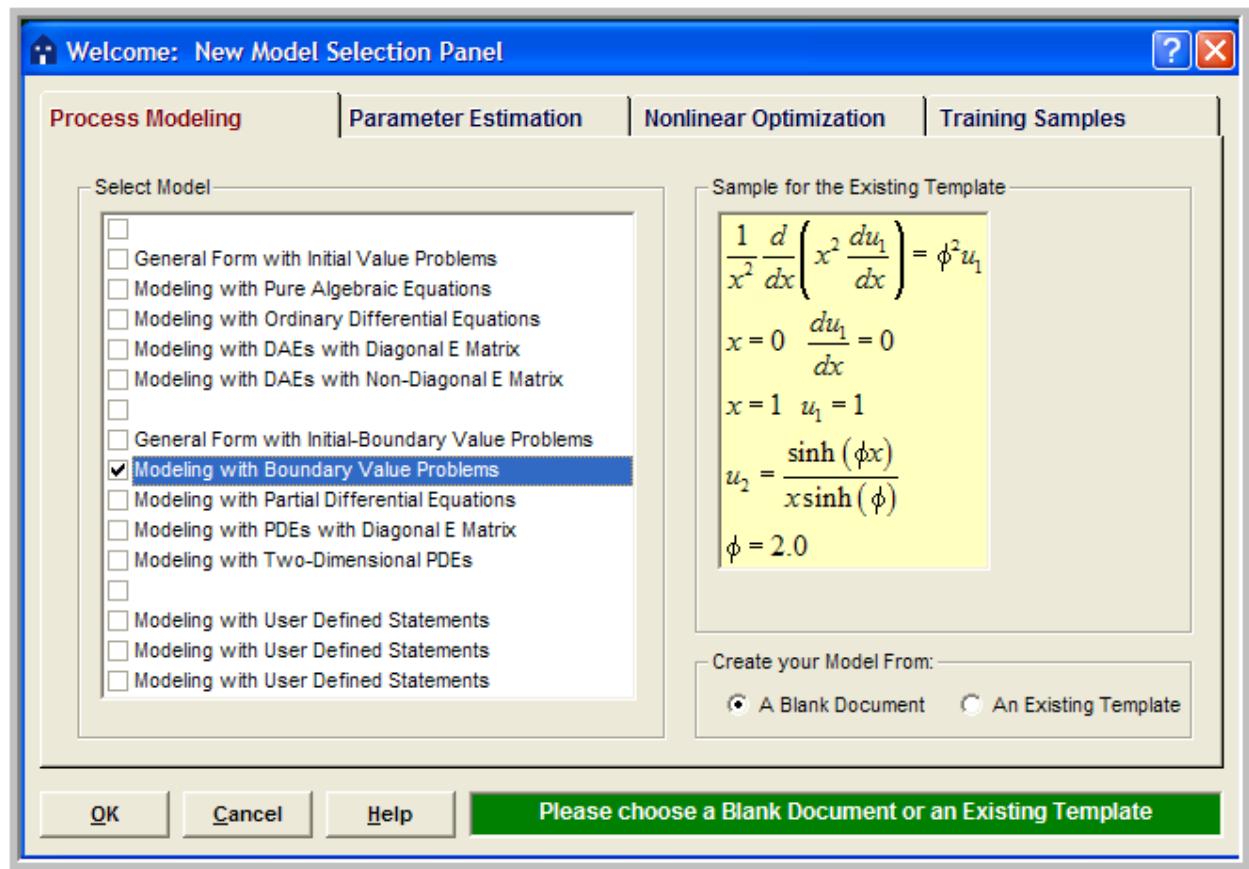 Welcome: New Model Selection Panel
?
Process Modeling
Parameter Estimation
Nonlinear Optimization
Training Samples
Select Model
General Form with Initial Value Problems
Modeling with Pure Algebraic Equations
Modeling with Ordinary Differential Equations
Modeling with DAEs with Diagonal E Matrix
Modeling with DAEs with Non-Diagonal E Matrix
General Form with Initial-Boundary Value Problems
Modeling with Boundary Value Problems
Modeling with Partial Differential Equations
Modeling with PDEs with Diagonal E Matrix
Modeling with Two-Dimensional PDEs
Modeling with User Defined Statements
Modeling with User Defined Statements
Modeling with User Defined Statements
Sample for the Existing Template
1/x² d/dx (x² du₁/dx) = ϕ²u₁
x = 0 du₁/dx = 0
x = 1 u₁ = 1
u₂ = sinh (ϕx) / x sinh (ϕ)
ϕ = 2.0
Create your Model From:
A Blank Document
An Existing Template
OK
Cancel
Help
Please choose a Blank Document or an Existing Template